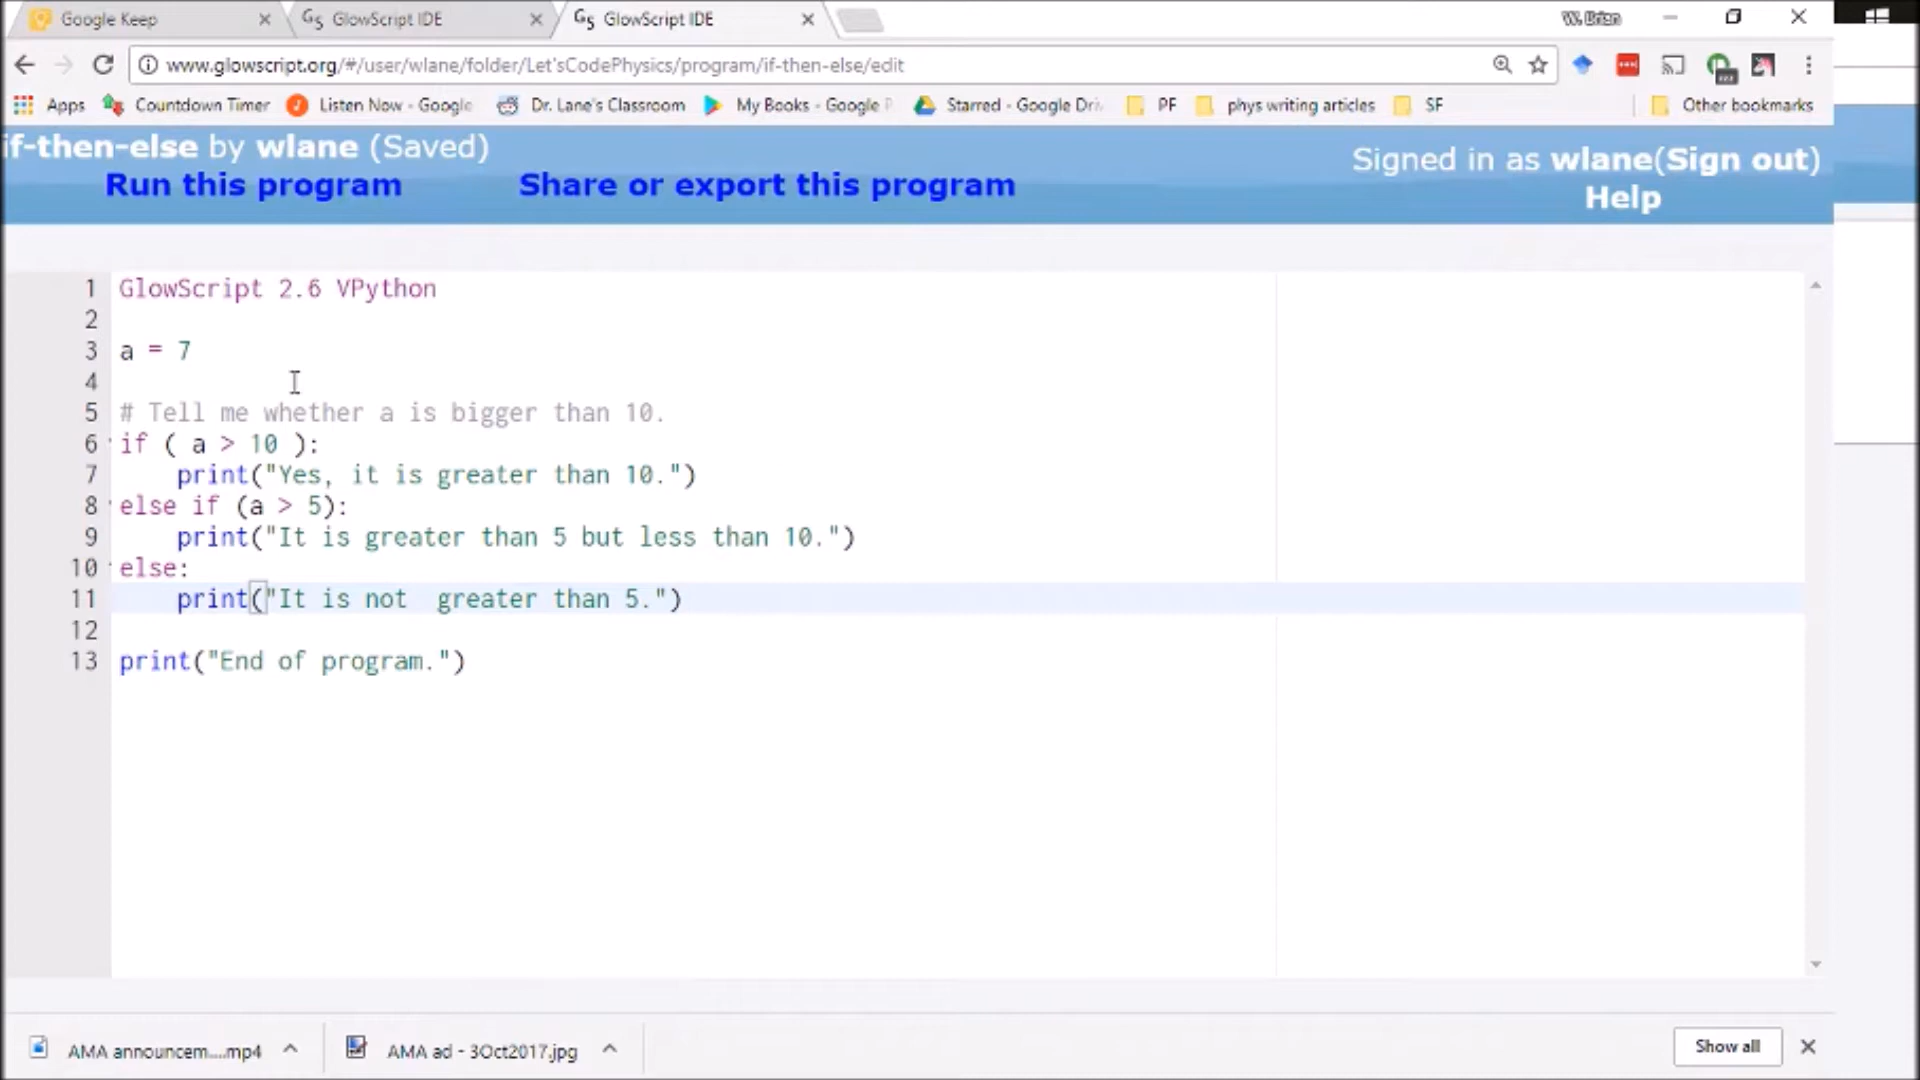 Google Keep
GlowScript IDE
GlowScript IDE
W. Brian
www.glowscript.org/#/user/wlane/folder/Let'sCodePhysics/program/if-then-else/edit
Apps Countdown Timer Listen Now - Google Dr. Lane's Classroom My Books - Google P Starred - Google Dri PF phys writing articles SF Other bookmarks
if-then-else by wlane (Saved)
Signed in as wlane(Sign out)
Run this program Share or export this program
Help
1 GlowScript 2.6 VPython
2
3 a = 7
4
5 # Tell me whether a is bigger than 10.
6 if ( a > 10 ):
7 print("Yes, it is greater than 10.")
8 else if (a > 5):
9 print("It is greater than 5 but less than 10.")
10 else:
11 print("It is not  greater than 5.")
12
13 print("End of program.")
AMA announcem....mp4 AMA ad - 3Oct2017.jpg Show all